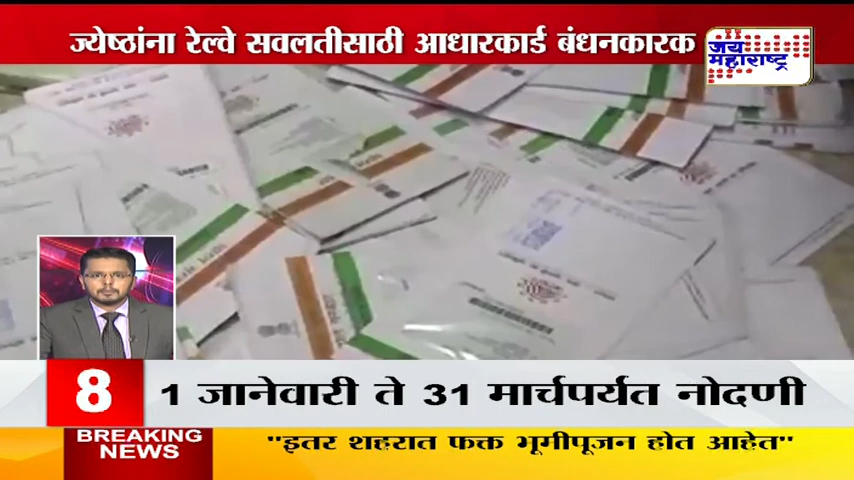 ज्येष्ठांना रेल्वे सवलतीसाठी आधारकार्ड बंधनकारक
जय
महाराष्ट्र
8
1 जानेवारी ते 31 मार्चपर्यत नोदणी
BREAKING
NEWS
"इतर शहरात फक्त भूमीपूजन होत आहेत"